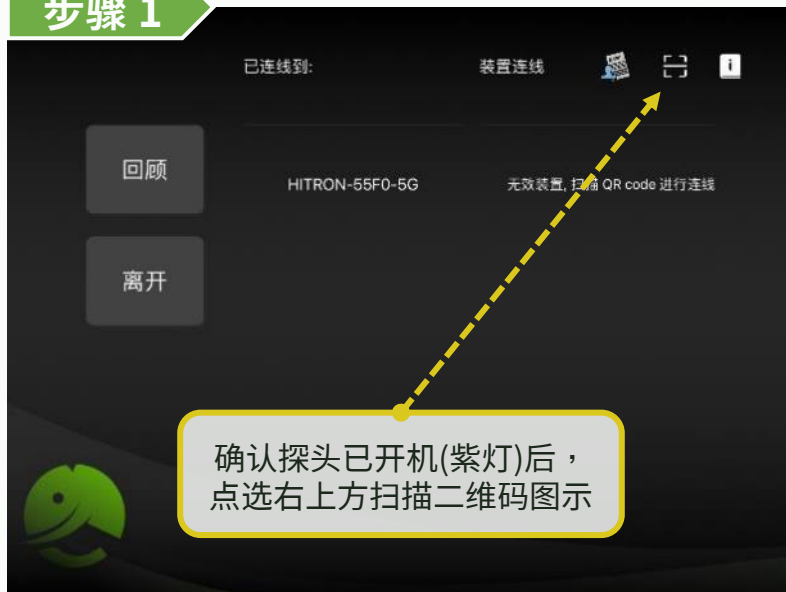 步骤 1
已连线到:
装置连线
i
回顾
HITRON-55F0-5G
无效装置, 扫描 QR code 进行连线
离开
确认探头已开机(紫灯)后，
点选右上方扫描二维码图示